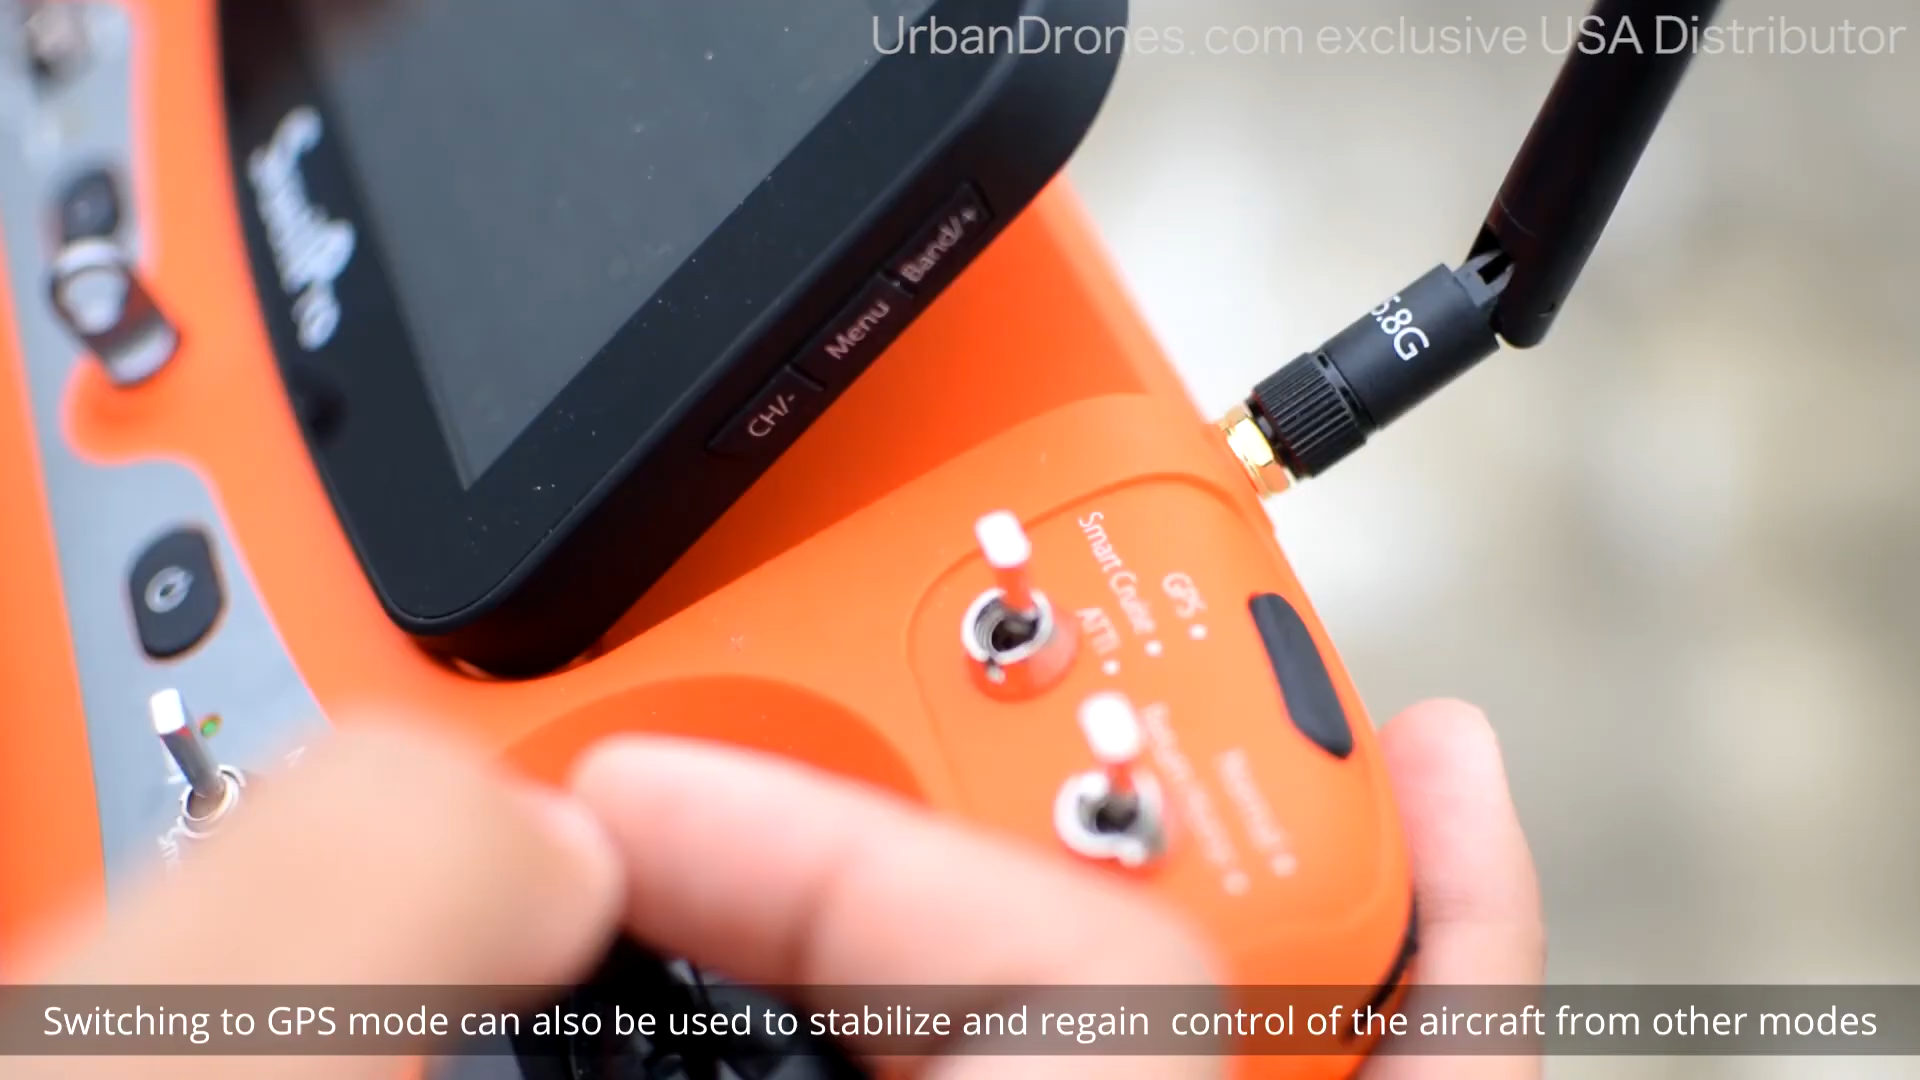 UrbanDrones.com exclusive USA Distributor
Band/+
Menu
CH/-
5.8G
GPS
Smart Cruise
ATTI
Normal
Switching to GPS mode can also be used to stabilize and regain control of the aircraft from other modes